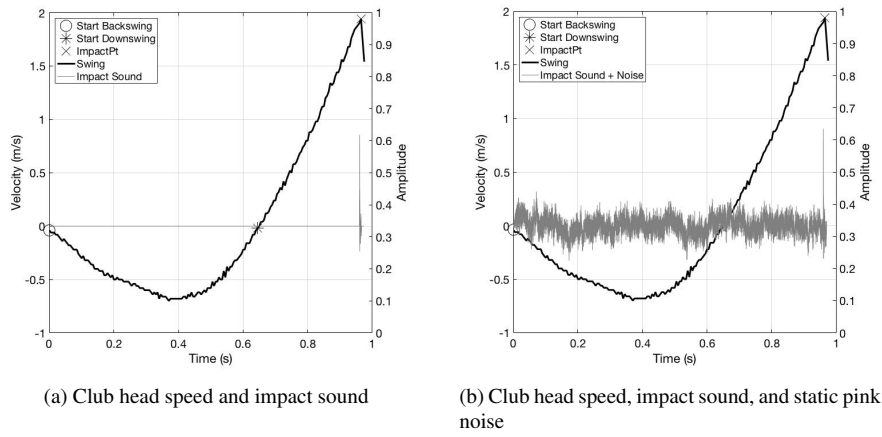 2
1.5
1
0.5
0
-0.5
-1
Velocity (m/s)
0
0.2
0.4
0.6
0.8
1
Time (s)
1
0.9
0.8
0.7
0.6
0.5
0.4
0.3
0.2
0.1
0
Amplitude
Start Backswing
Start Downswing
ImpactPt
Swing
Impact Sound
(a) Club head speed and impact sound
2
1.5
1
0.5
0
-0.5
-1
Velocity (m/s)
0
0.2
0.4
0.6
0.8
1
Time (s)
1
0.9
0.8
0.7
0.6
0.5
0.4
0.3
0.2
0.1
0
Amplitude
Start Backswing
Start Downswing
ImpactPt
Swing
Impact Sound + Noise
(b) Club head speed, impact sound, and static pink
noise